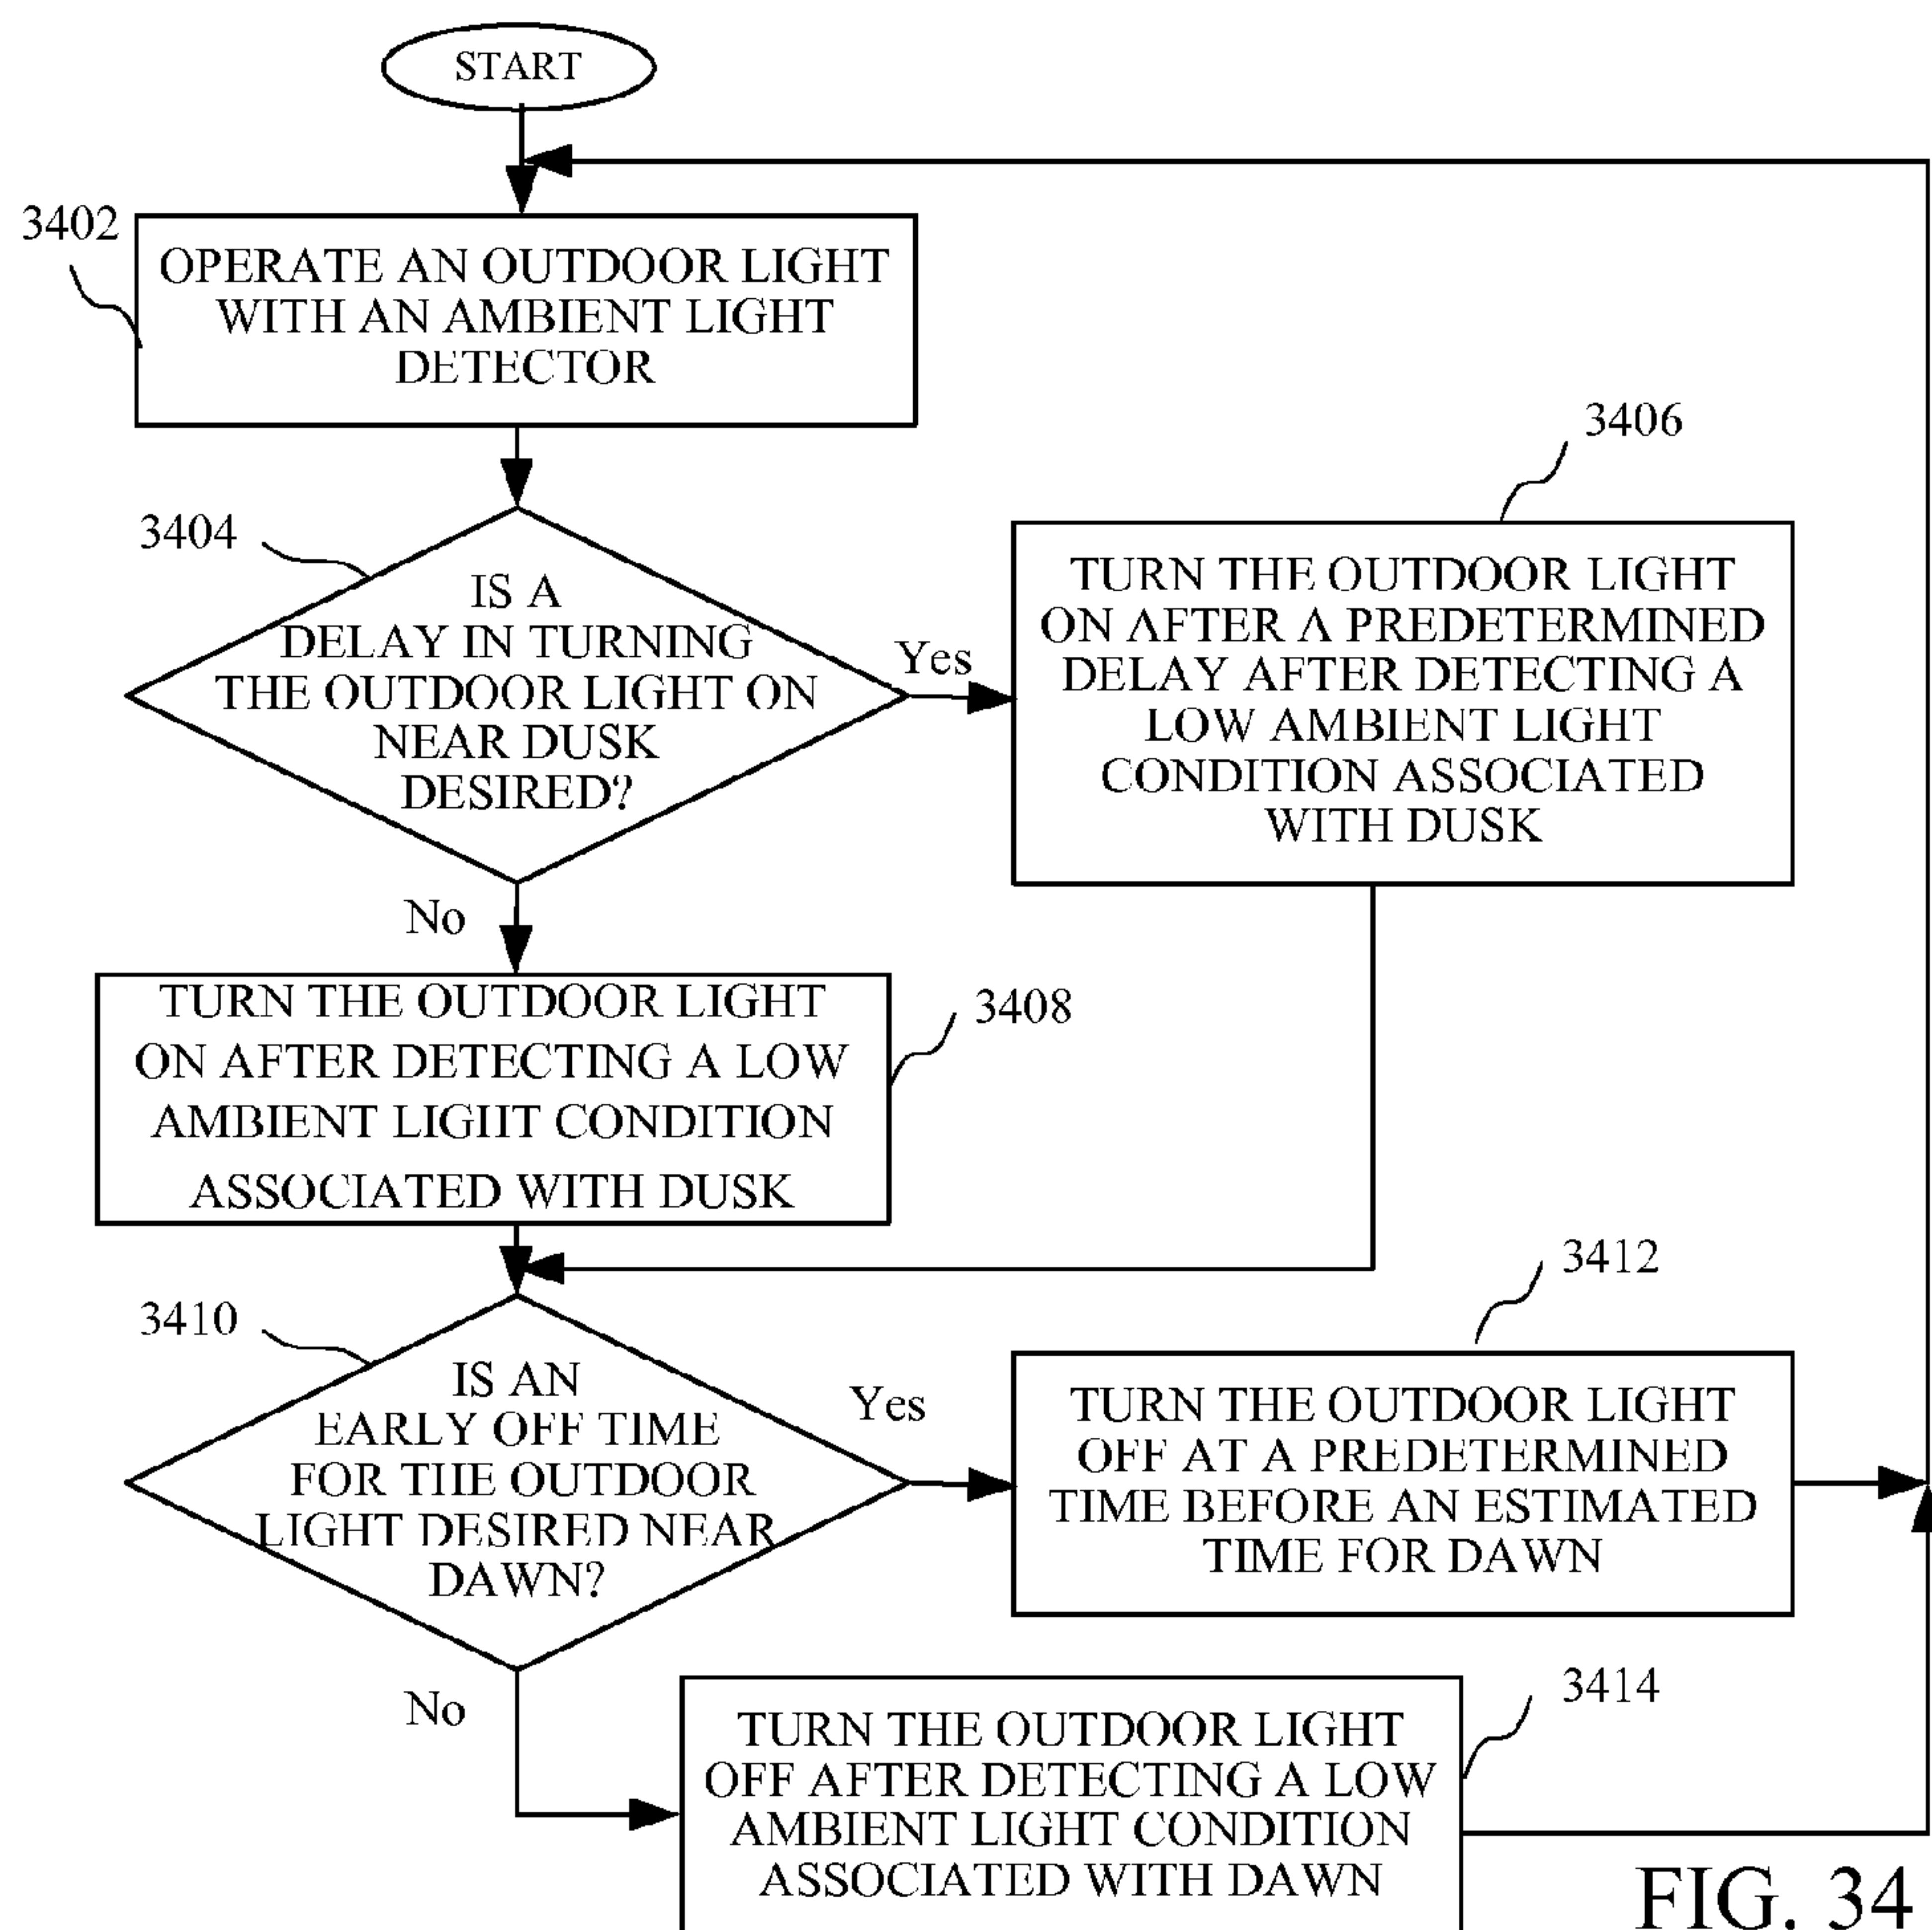 START
3402
OPERATE AN OUTDOOR LIGHT
WITH AN AMBIENT LIGHT
DETECTOR
3404
IS A
DELAY IN TURNING
THE OUTDOOR LIGHT ON
NEAR DUSK
DESIRED?
Yes
3406
TURN THE OUTDOOR LIGHT
ON AFTER A PREDETERMINED
DELAY AFTER DETECTING A
LOW AMBIENT LIGHT
CONDITION ASSOCIATED
WITH DUSK
No
3408
TURN THE OUTDOOR LIGHT
ON AFTER DETECTING A LOW
AMBIENT LIGHT CONDITION
ASSOCIATED WITH DUSK
3410
IS AN
EARLY OFF TIME
FOR THE OUTDOOR
LIGHT DESIRED NEAR
DAWN?
Yes
3412
TURN THE OUTDOOR LIGHT
OFF AT A PREDETERMINED
TIME BEFORE AN ESTIMATED
TIME FOR DAWN
No
3414
TURN THE OUTDOOR LIGHT
OFF AFTER DETECTING A LOW
AMBIENT LIGHT CONDITION
ASSOCIATED WITH DAWN
FIG. 34